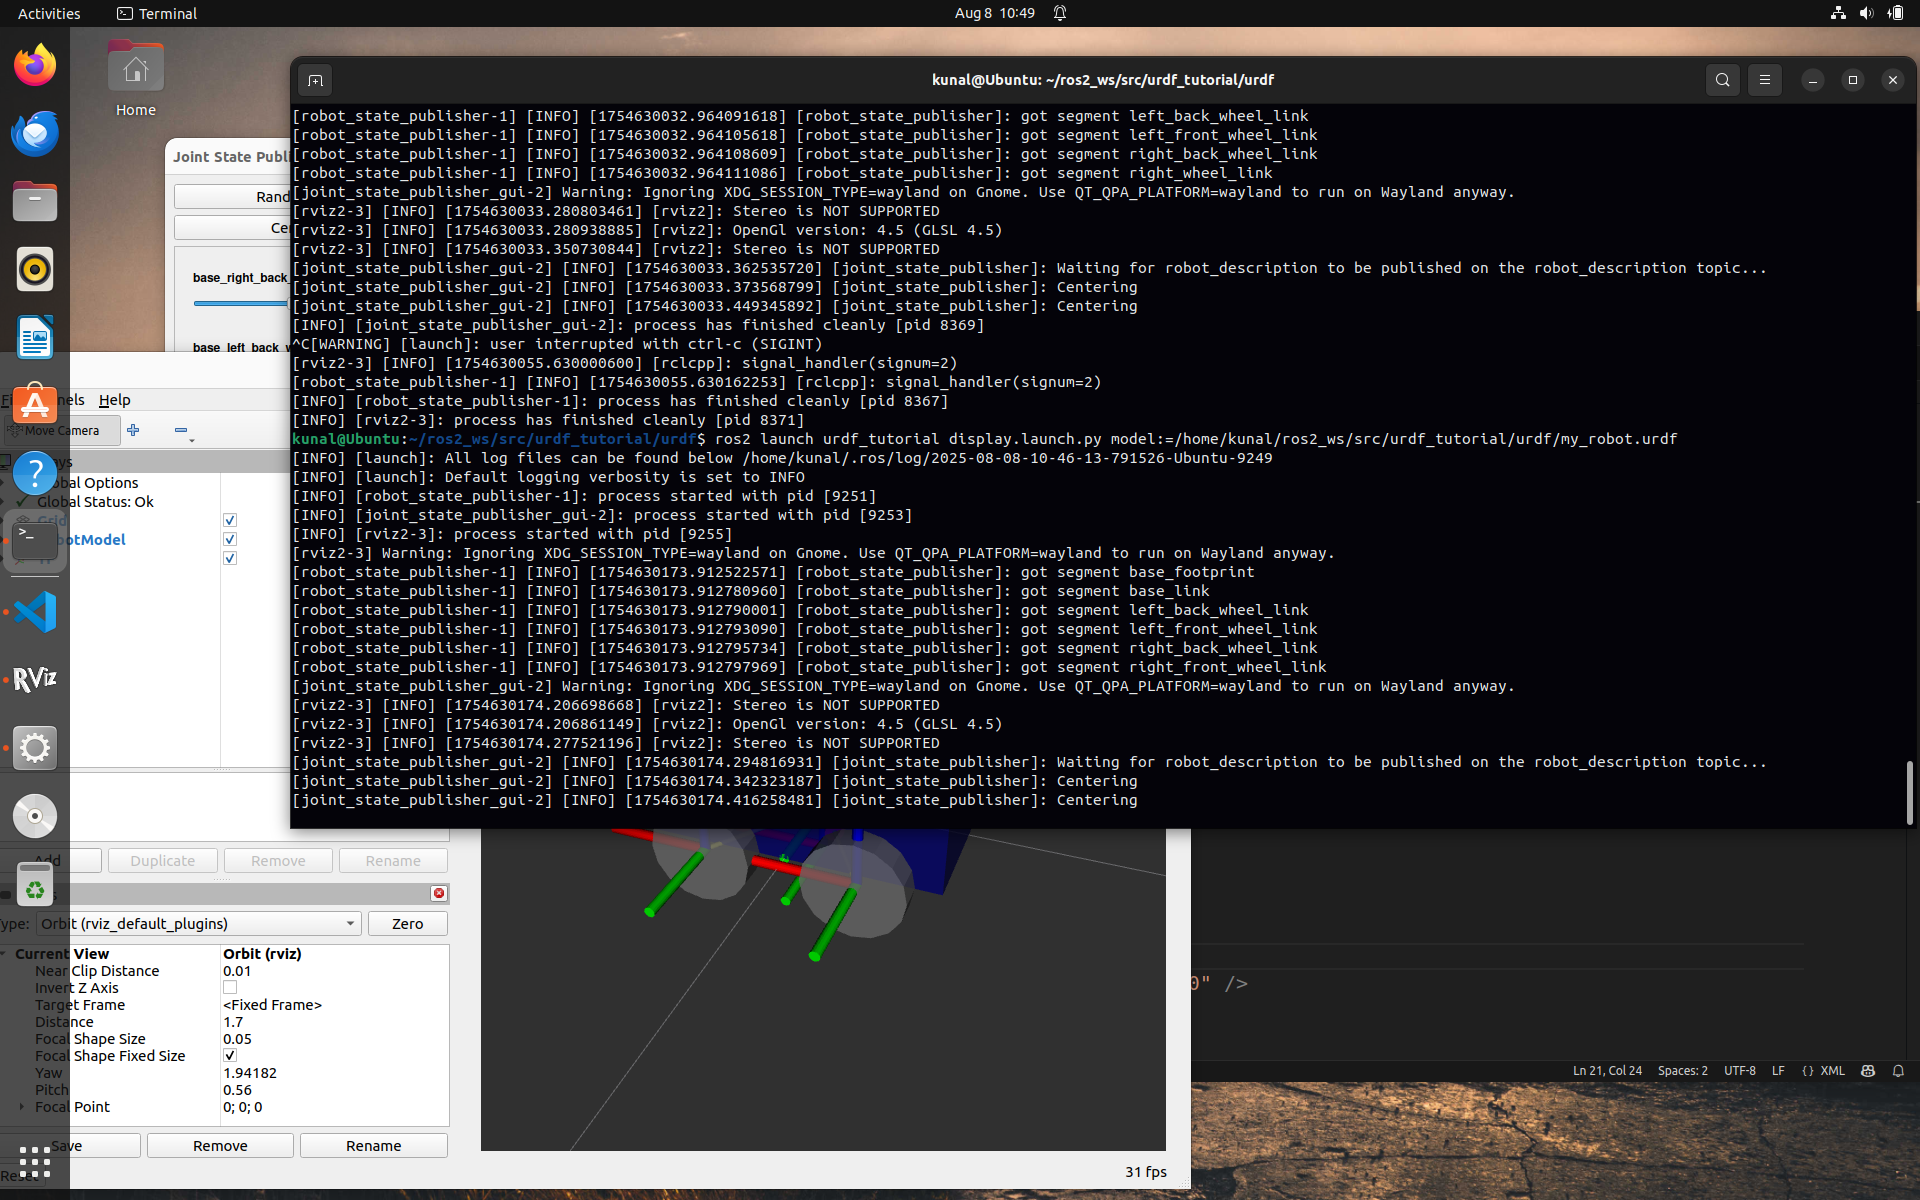 Activities
Terminal
Aug 8 10:49
Home
kunal@Ubuntu: ~/ros2_ws/src/urdf_tutorial/urdf
[robot_state_publisher-1] [INFO] [1754630032.964091618] [robot_state_publisher]: got segment left_back_wheel_link
[robot_state_publisher-1] [INFO] [1754630032.964105618] [robot_state_publisher]: got segment left_front_wheel_link
[robot_state_publisher-1] [INFO] [1754630032.964108609] [robot_state_publisher]: got segment right_back_wheel_link
[robot_state_publisher-1] [INFO] [1754630032.964111086] [robot_state_publisher]: got segment right_wheel_link
[joint_state_publisher_gui-2] Warning: Ignoring XDG_SESSION_TYPE=wayland on Gnome. Use QT_QPA_PLATFORM=wayland to run on Wayland anyway.
[rviz2-3] [INFO] [1754630033.280803461] [rviz2]: Stereo is NOT SUPPORTED
[rviz2-3] [INFO] [1754630033.280938885] [rviz2]: OpenGl version: 4.5 (GLSL 4.5)
[rviz2-3] [INFO] [1754630033.350730844] [rviz2]: Stereo is NOT SUPPORTED
[joint_state_publisher_gui-2] [INFO] [1754630033.362535720] [joint_state_publisher]: Waiting for robot_description to be published on the robot_description topic...
[joint_state_publisher_gui-2] [INFO] [1754630033.373568799] [joint_state_publisher]: Centering
[joint_state_publisher_gui-2] [INFO] [1754630033.449345892] [joint_state_publisher]: Centering
[INFO] [joint_state_publisher_gui-2]: process has finished cleanly [pid 8369]
^C[WARNING] [launch]: user interrupted with ctrl-c (SIGINT)
[rviz2-3] [INFO] [1754630055.630000600] [rclcpp]: signal_handler(signum=2)
[robot_state_publisher-1] [INFO] [1754630055.630162253] [rclcpp]: signal_handler(signum=2)
[INFO] [robot_state_publisher-1]: process has finished cleanly [pid 8367]
[INFO] [rviz2-3]: process has finished cleanly [pid 8371]
kunal@Ubuntu:~/ros2_ws/src/urdf_tutorial/urdf$ ros2 launch urdf_tutorial display.launch.py model:=/home/kunal/ros2_ws/src/urdf_tutorial/urdf/my_robot.urdf
[INFO] [launch]: All log files can be found below /home/kunal/.ros/log/2025-08-08-10-46-13-791526-Ubuntu-9249
[INFO] [launch]: Default logging verbosity is set to INFO
[INFO] [robot_state_publisher-1]: process started with pid [9251]
[INFO] [joint_state_publisher_gui-2]: process started with pid [9253]
[INFO] [rviz2-3]: process started with pid [9255]
[rviz2-3] Warning: Ignoring XDG_SESSION_TYPE=wayland on Gnome. Use QT_QPA_PLATFORM=wayland to run on Wayland anyway.
[robot_state_publisher-1] [INFO] [1754630173.912522571] [robot_state_publisher]: got segment base_footprint
[robot_state_publisher-1] [INFO] [1754630173.912780960] [robot_state_publisher]: got segment base_link
[robot_state_publisher-1] [INFO] [1754630173.912790001] [robot_state_publisher]: got segment left_back_wheel_link
[robot_state_publisher-1] [INFO] [1754630173.912793090] [robot_state_publisher]: got segment left_front_wheel_link
[robot_state_publisher-1] [INFO] [1754630173.912795734] [robot_state_publisher]: got segment right_back_wheel_link
[robot_state_publisher-1] [INFO] [1754630173.912797969] [robot_state_publisher]: got segment right_front_wheel_link
[joint_state_publisher_gui-2] Warning: Ignoring XDG_SESSION_TYPE=wayland on Gnome. Use QT_QPA_PLATFORM=wayland to run on Wayland anyway.
[rviz2-3] [INFO] [1754630174.206698668] [rviz2]: Stereo is NOT SUPPORTED
[rviz2-3] [INFO] [1754630174.206861149] [rviz2]: OpenGl version: 4.5 (GLSL 4.5)
[rviz2-3] [INFO] [1754630174.277521196] [rviz2]: Stereo is NOT SUPPORTED
[joint_state_publisher_gui-2] [INFO] [1754630174.294816931] [joint_state_publisher]: Waiting for robot_description to be published on the robot_description topic...
[joint_state_publisher_gui-2] [INFO] [1754630174.342323187] [joint_state_publisher]: Centering
[joint_state_publisher_gui-2] [INFO] [1754630174.416258481] [joint_state_publisher]: Centering
Joint State Publi
Rand
Cen
base_right_back_
base_left_back_w
Help
Move Camera
Global Options
Global Status: Ok
Grid
RobotModel
RViz
Add
Duplicate
Remove
Rename
Type:
Orbit (rviz_default_plugins)
Zero
Current View Orbit (rviz)
Near Clip Distance 0.01
Invert Z Axis
Target Frame <Fixed Frame>
Distance 1.7
Focal Shape Size 0.05
Focal Shape Fixed Size
Yaw 1.94182
Pitch 0.56
Focal Point 0; 0; 0
Save
Remove
Rename
Reset
31 fps
0" />
Ln 21, Col 24 Spaces: 2 UTF-8 LF {} XML